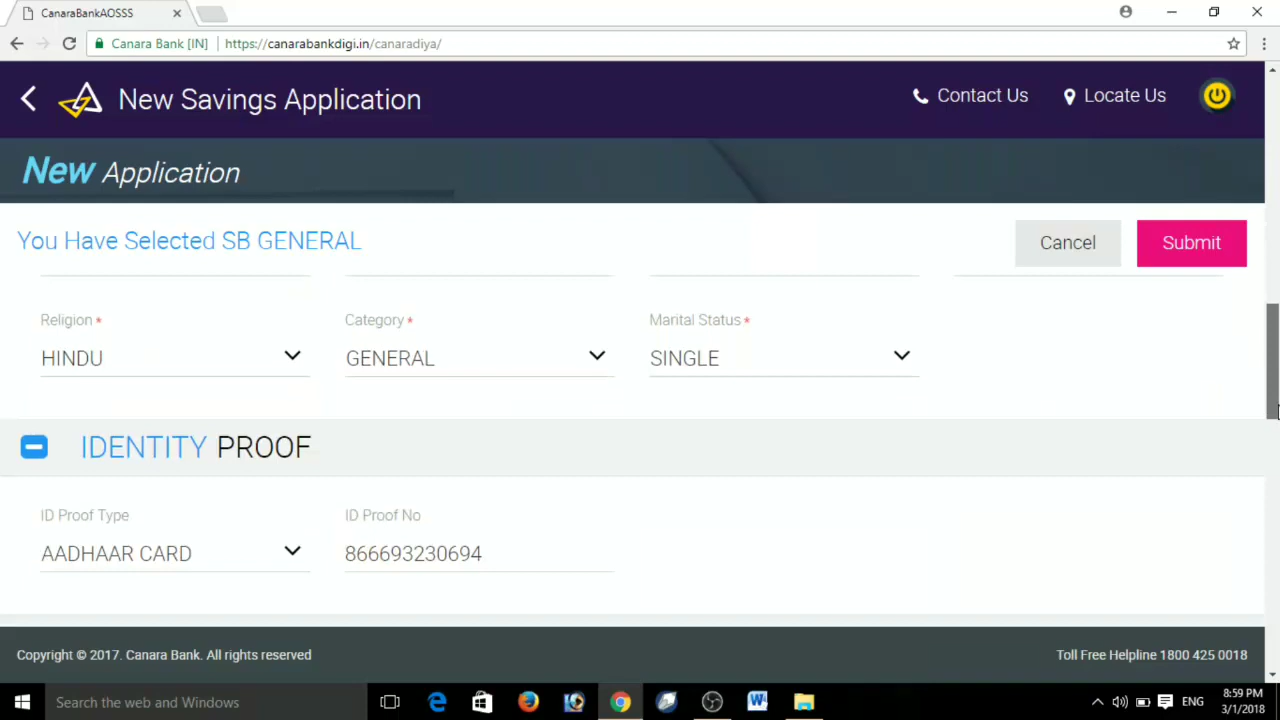 CanaraBankAOSSS
Canara Bank [IN] https://canarabankdigi.in/canaradiya/
New Savings Application
Contact Us
Locate Us
New Application
You Have Selected SB GENERAL
Cancel
Submit
Religion * Category * Marital Status *
HINDU GENERAL SINGLE
IDENTITY PROOF
ID Proof Type ID Proof No
AADHAAR CARD 866693230694
Copyright © 2017. Canara Bank. All rights reserved
Toll Free Helpline 1800 425 0018
Search the web and Windows
ENG
8:59 PM
3/1/2018